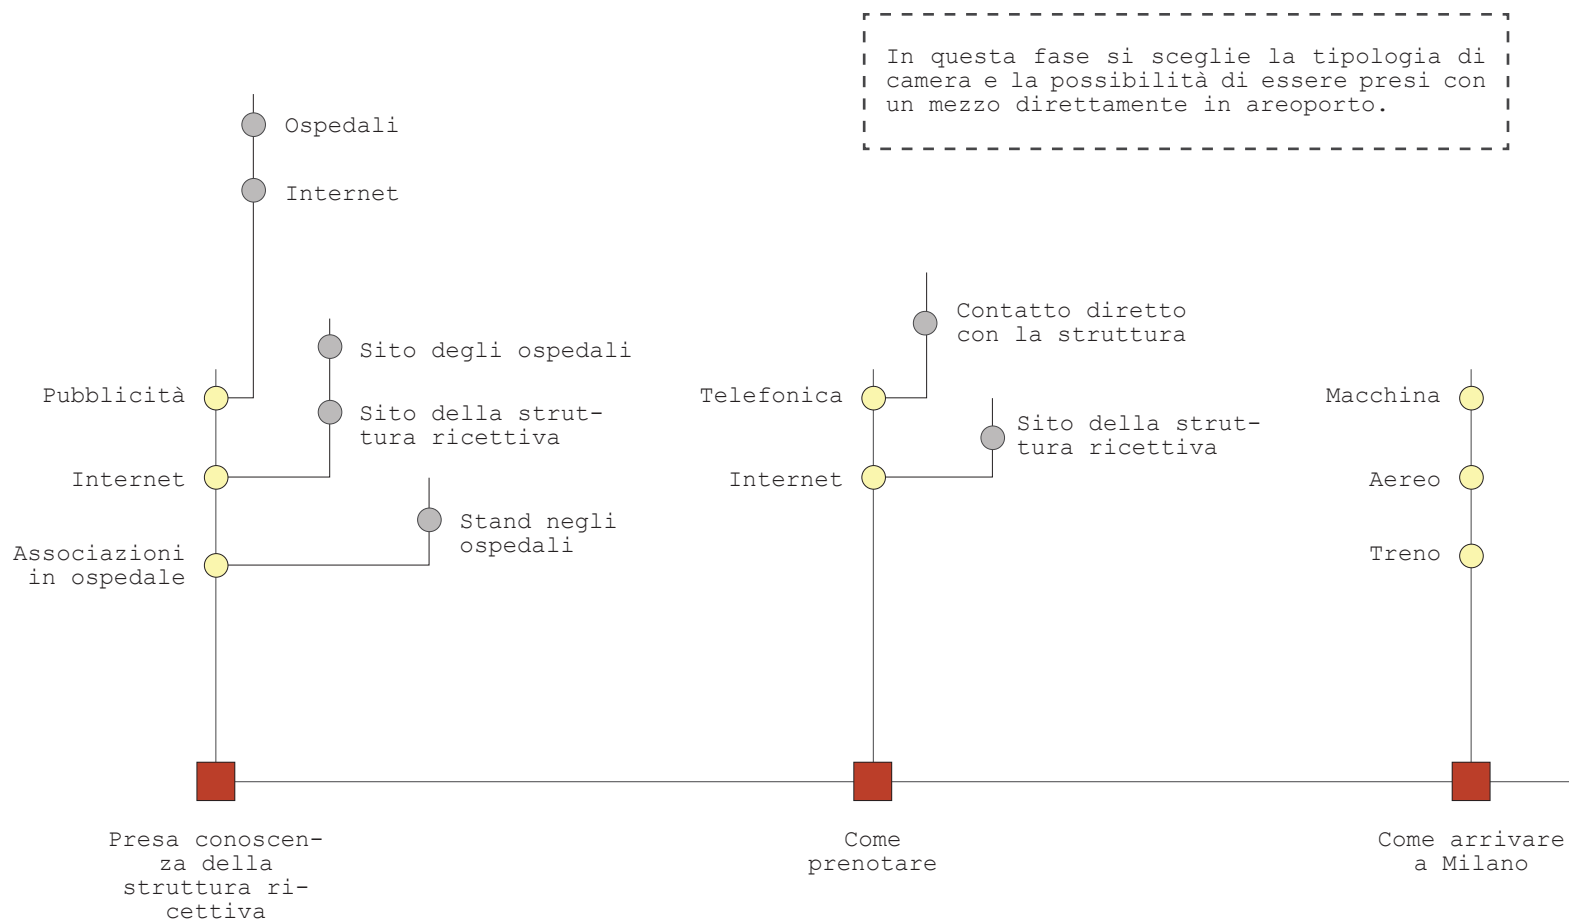 In questa fase si sceglie la tipologia di
camera e la possibilità di essere presi con
un mezzo direttamente in areoporto.
Ospedali
Internet
Sito degli ospedali
Pubblicità
Sito della strut-
tura ricettiva
Internet
Stand negli
ospedali
Associazioni
in ospedale
Contatto diretto
con la struttura
Telefonica
Sito della strut-
tura ricettiva
Internet
Macchina
Aereo
Treno
Presa conoscen-
za della
struttura ri-
cettiva
Come
prenotare
Come arrivare
a Milano